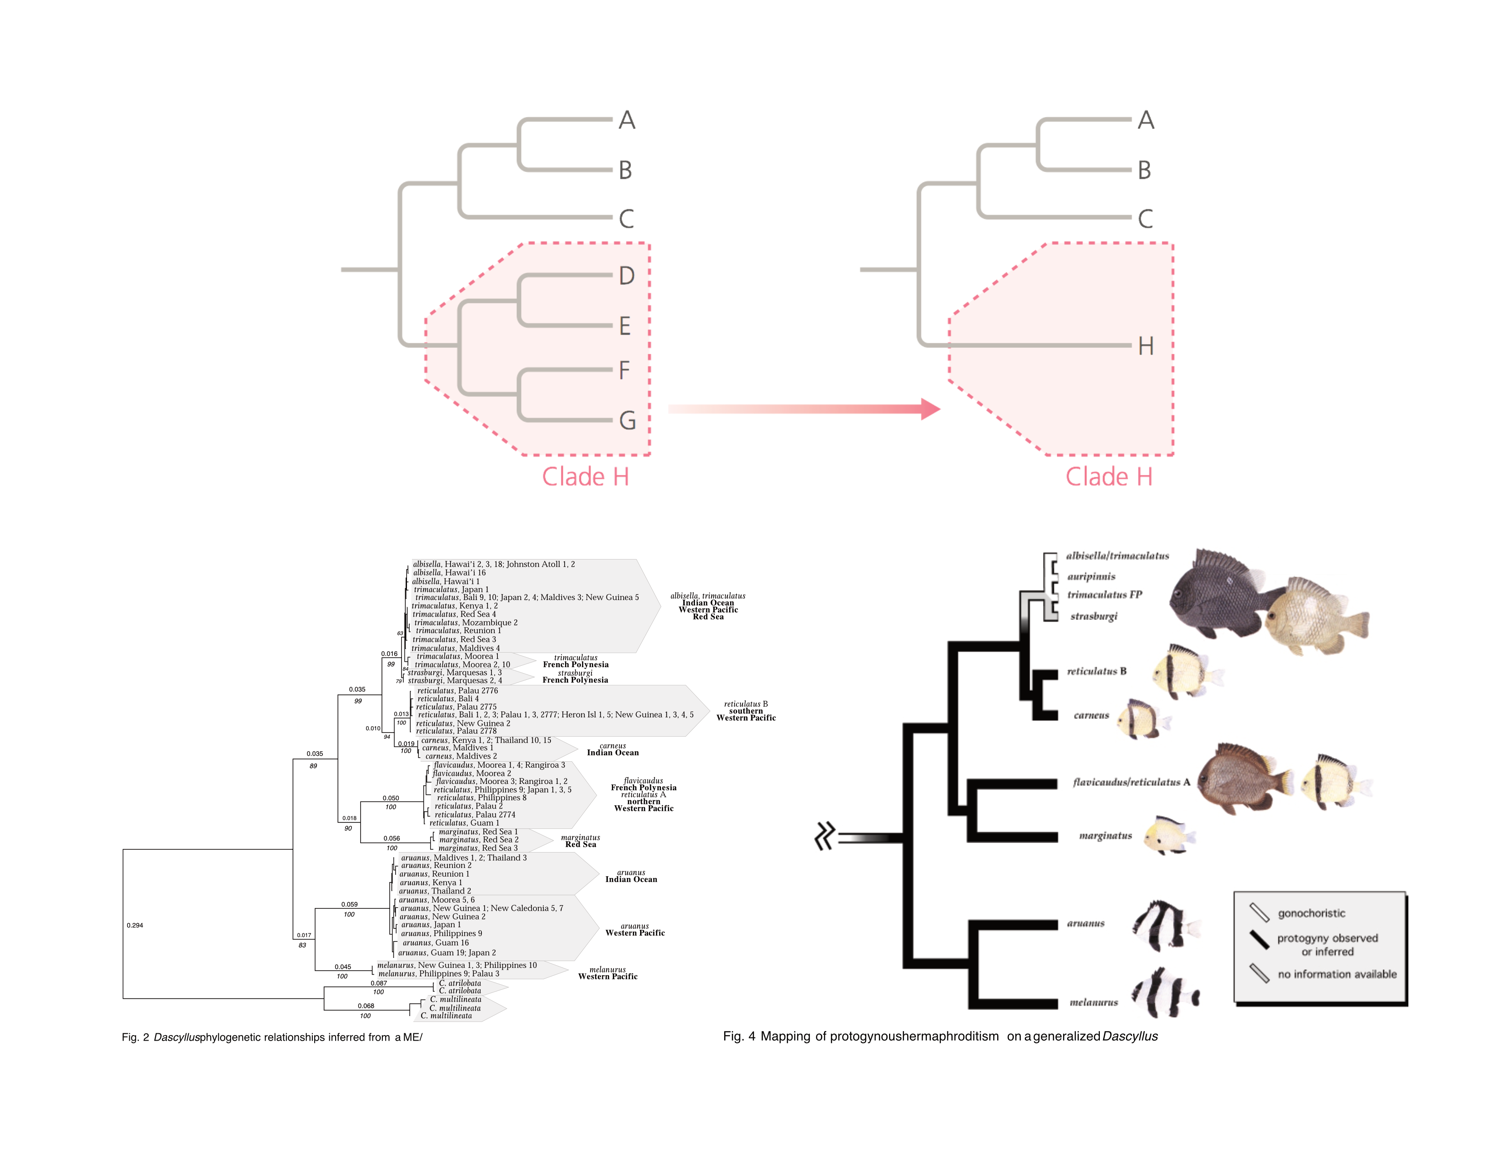 A
B
C
D
E
F
G
Clade H
A
B
C
H
Clade H
albisella, Hawai'i 2, 3, 18; Johnston Atoll 1, 2
albisella, Hawai'i 16
albisella, Hawai'i 1
trimaculatus, Japan 1
trimaculatus, Bali 9, 10; Japan 2, 4; Maldives 3; New Guinea 5
trimaculatus, Kenya 1, 2
trimaculatus, Red Sea 4
trimaculatus, Mozambique 2
trimaculatus, Reunion 1
trimaculatus, Red Sea 3
trimaculatus, Maldives 4
trimaculatus, Moorea 1
trimaculatus, Moorea 2, 10
strasburgi, Marquesas 1, 3
strasburgi, Marquesas 2, 4
reticulatus, Palau 2776
reticulatus, Bali 4
reticulatus, Palau 2775
reticulatus, Bali 1, 2, 3; Palau 1, 3, 2777; Heron Isl 1, 5; New Guinea 1, 3, 4, 5
reticulatus, New Guinea 2
reticulatus, Palau 2778
carneus, Kenya 1, 2; Thailand 10, 15
carneus, Maldives 1
carneus, Maldives 2
flavicaudus, Moorea 1, 4; Rangiroa 3
flavicaudus, Moorea 2
flavicaudus, Moorea 3; Rangiroa 1, 2
reticulatus, Philippines 9; Japan 1, 3, 5
reticulatus, Philippines 8
reticulatus, Palau 2
reticulatus, Palau 2774
reticulatus, Guam 1
marginatus, Red Sea 1
marginatus, Red Sea 2
marginatus, Red Sea 3
aruanus, Maldives 1, 2; Thailand 3
aruanus, Reunion 2
aruanus, Reunion 1
aruanus, Kenya 1
aruanus, Thailand 2
aruanus, Moorea 5, 6
aruanus, New Guinea 1; New Caledonia 5, 7
aruanus, New Guinea 2
aruanus, Japan 1
aruanus, Philippines 9
aruanus, Guam 16
aruanus, Guam 19; Japan 2
melanurus, New Guinea 1, 3; Philippines 10
melanurus, Philippines 9; Palau 3
C. atrilobata
C. atrilobata
C. multilineata
C. multilineata
C. multilineata
albisella, trimaculatus
Indian Ocean
Western Pacific
Red Sea
trimaculatus
French Polynesia
strasburgi
French Polynesia
reticulatus B
southern
Western Pacific
carneus
Indian Ocean
flavicaudus
French Polynesia
reticulatus A
northern
Western Pacific
marginatus
Red Sea
aruanus
Indian Ocean
aruanus
Western Pacific
melanurus
Western Pacific
63
0.016
99
84
79
0.035
99
0.013
100
0.010
94
0.019
100
0.035
89
0.050
100
0.018
90
0.056
100
0.059
100
0.294
0.017
83
0.045
100
0.087
100
0.068
100
Fig. 2 Dascyllusphylogenetic relationships inferred from a ME/
albisella/trimaculatus
auripinnis
trimaculatus FP
strasburgi
reticulatus B
carneus
flavicaudus/reticulatus A
marginatus
aruanus
melanurus
gonochoristic
protogyny observed
or inferred
no information available
Fig. 4 Mapping of protogynoushermaphroditism on a generalized Dascyllus